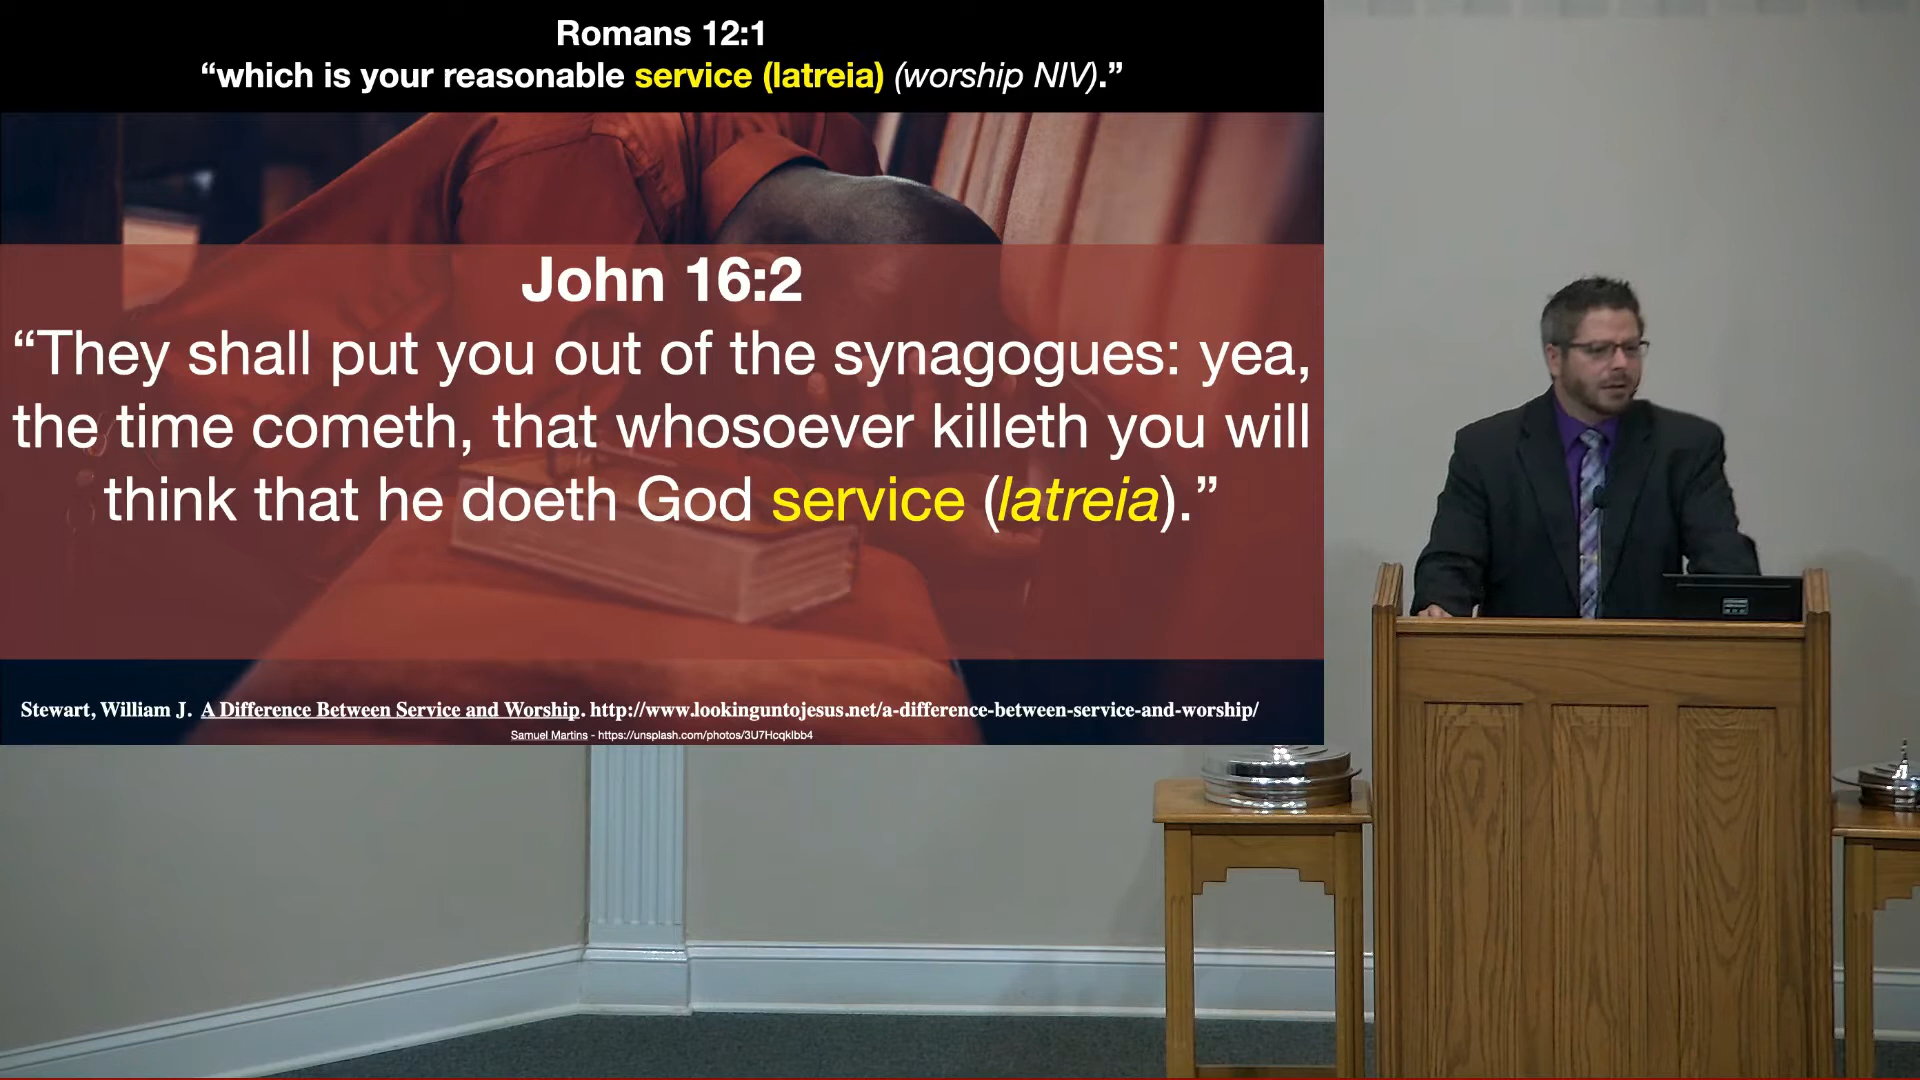 Romans 12:1
“which is your reasonable service (latreia) (worship NIV).”
John 16:2
“They shall put you out of the synagogues: yea,
the time cometh, that whosoever killeth you will
think that he doeth God service (latreia).”
Stewart, William J. A Difference Between Service and Worship. http://www.lookinguntojesus.net/a-difference-between-service-and-worship/
Samuel Martins - https://unsplash.com/photos/3U7Hcqklbb4